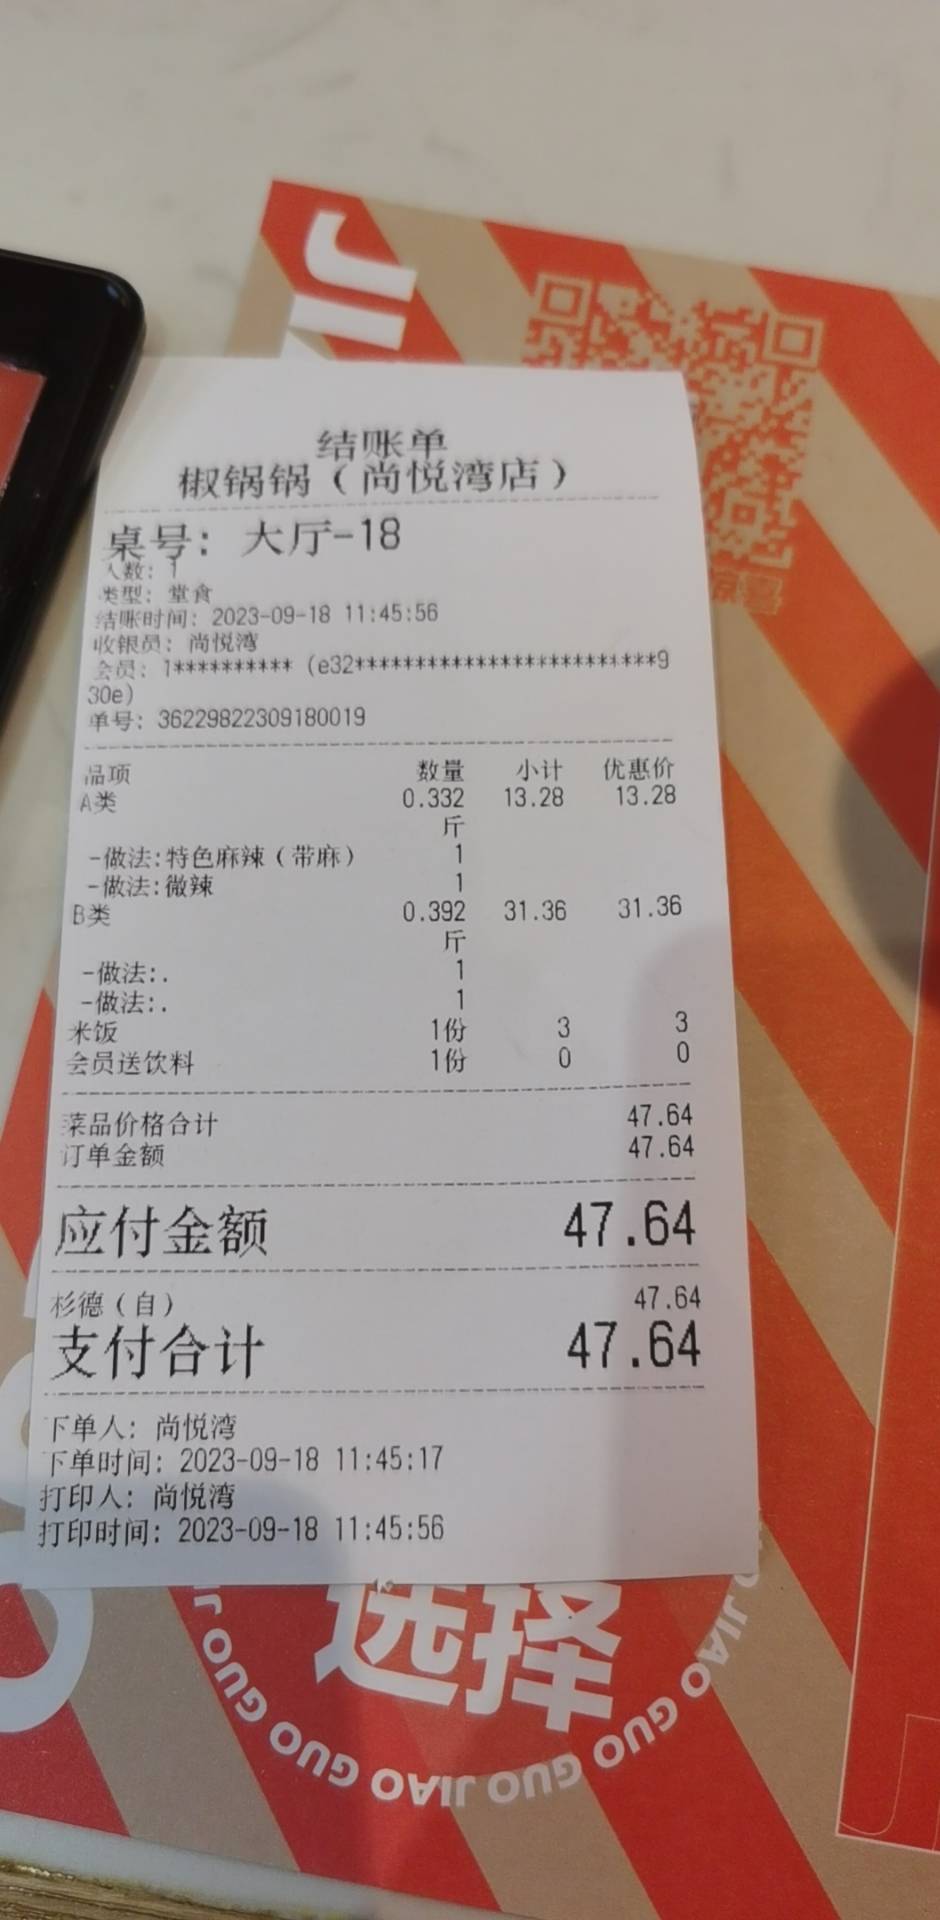 结账单
椒锅锅（尚悦湾店）
桌号：大厅-18
人数：1
类型：堂食
结账时间：2023-09-18 11:45:56
收银员：尚悦湾
会员：1********** (e32*************************9
30e)
单号：36229822309180019
品项 数量 小计 优惠价
A类 0.332 13.28 13.28
斤
-做法:特色麻辣（带麻） 1
-做法:微辣 1
B类 0.392 31.36 31.36
斤
-做法:. 1
-做法:. 1
米饭 1份 3 3
会员送饮料 1份 0 0
菜品价格合计 47.64
订单金额 47.64
应付金额 47.64
杉德（自） 47.64
支付合计 47.64
下单人：尚悦湾
下单时间：2023-09-18 11:45:17
打印人：尚悦湾
打印时间：2023-09-18 11:45:56
惊喜
选择
JIAO GUO GUO JIAO GUO GUO